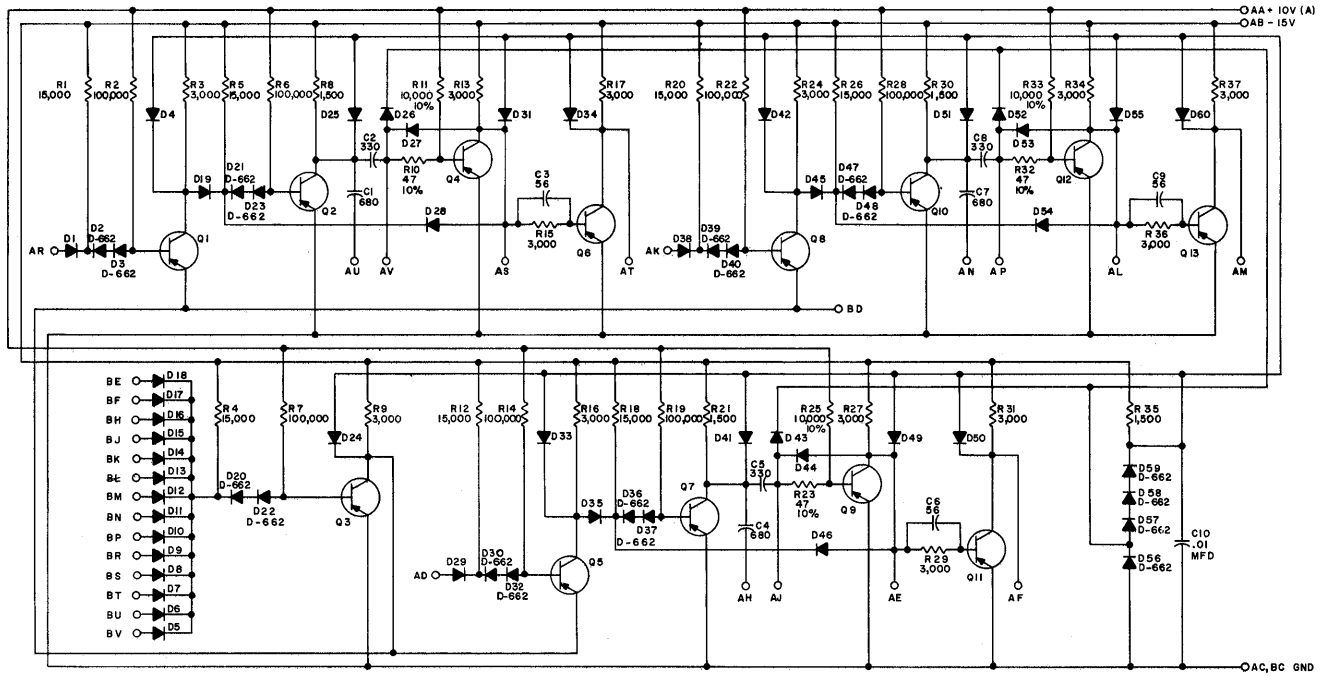 AA + 10V (A)
AB - 15V
R1
15,000
R2
100,000
D4
R3
3,000
R5
15,000
R6
100,000
R8
1,500
D25
R11
10,000
10%
D26
D27
R13
3,000
D31
D34
R17
3,000
R20
15,000
R22
100,000
D42
R24
3,000
R26
15,000
R28
100,000
R30
1,500
D51
R33
10,000
10%
D52
D53
R34
3,000
D55
D60
R37
3,000
C2
330
R10
47
10%
Q4
C8
330
R32
47
10%
Q12
D19
D21
D-662
D23
D-662
Q2
C1
680
C3
56
R15
3,000
Q6
D28
D45
D47
D-662
D48
D-662
Q10
C7
680
C9
56
R36
3,000
Q13
D54
AR
D1
D2
D-662
D3
D-662
Q1
AU
AV
AS
AT
AK
D38
D39
D-662
D40
D-662
Q8
AN
AP
AL
AM
BD
BE
D18
BF
D17
BH
D16
BJ
D15
BK
D14
BL
D13
BM
D12
BN
D11
BP
D10
BR
D9
BS
D8
BT
D7
BU
D6
BV
D5
R4
15,000
R7
100,000
D24
R9
3,000
D20
D-662
D22
D-662
Q3
R12
15,000
R14
100,000
D33
R16
3,000
R18
15,000
R19
100,000
R21
1,500
D41
D43
R25
10,000
10%
D44
R27
3,000
D49
D50
R31
3,000
R35
1,500
C5
330
R23
47
10%
Q9
D35
D36
D-662
D37
D-662
Q7
C4
680
D46
C6
56
R29
3,000
Q11
AD
D29
D30
D-662
D32
D-662
Q5
AH
AJ
AE
AF
D59
D-662
D58
D-662
D57
D-662
D56
D-662
C10
.01
MFD
AC, BC GND